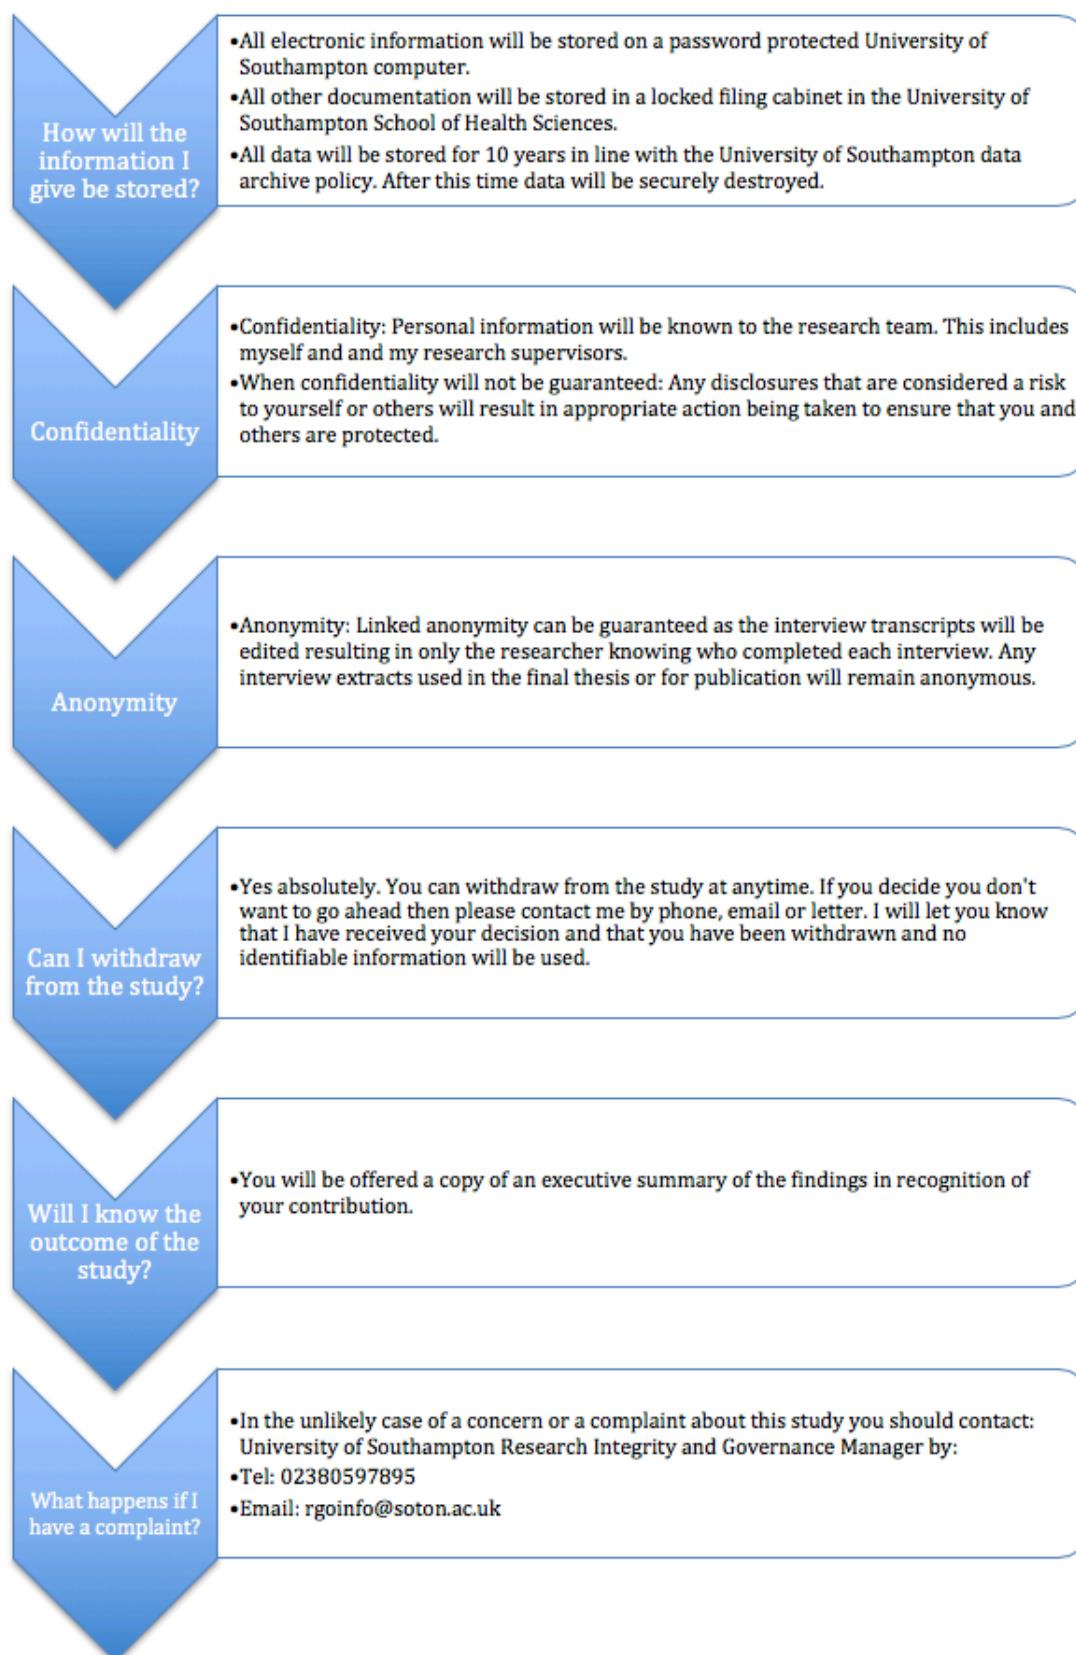 How will the
information I
give be stored?
•All electronic information will be stored on a password protected University of
Southampton computer.
•All other documentation will be stored in a locked filing cabinet in the University of
Southampton School of Health Sciences.
•All data will be stored for 10 years in line with the University of Southampton data
archive policy. After this time data will be securely destroyed.
Confidentiality
•Confidentiality: Personal information will be known to the research team. This includes
myself and and my research supervisors.
•When confidentiality will not be guaranteed: Any disclosures that are considered a risk
to yourself or others will result in appropriate action being taken to ensure that you and
others are protected.
Anonymity
•Anonymity: Linked anonymity can be guaranteed as the interview transcripts will be
edited resulting in only the researcher knowing who completed each interview. Any
interview extracts used in the final thesis or for publication will remain anonymous.
Can I withdraw
from the study?
•Yes absolutely. You can withdraw from the study at anytime. If you decide you don't
want to go ahead then please contact me by phone, email or letter. I will let you know
that I have received your decision and that you have been withdrawn and no
identifiable information will be used.
Will I know the
outcome of the
study?
•You will be offered a copy of an executive summary of the findings in recognition of
your contribution.
What happens if I
have a complaint?
•In the unlikely case of a concern or a complaint about this study you should contact:
University of Southampton Research Integrity and Governance Manager by:
•Tel: 02380597895
•Email: rgoinfo@soton.ac.uk